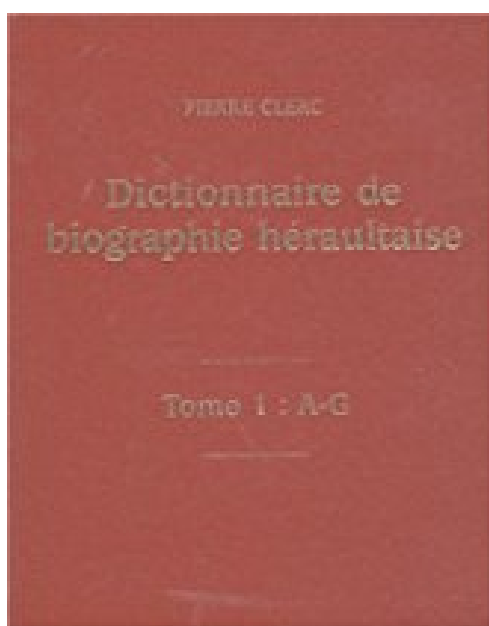 PIERRE CLERC
Dictionnaire de
biographie héraultaise
Tome 1 : A-G